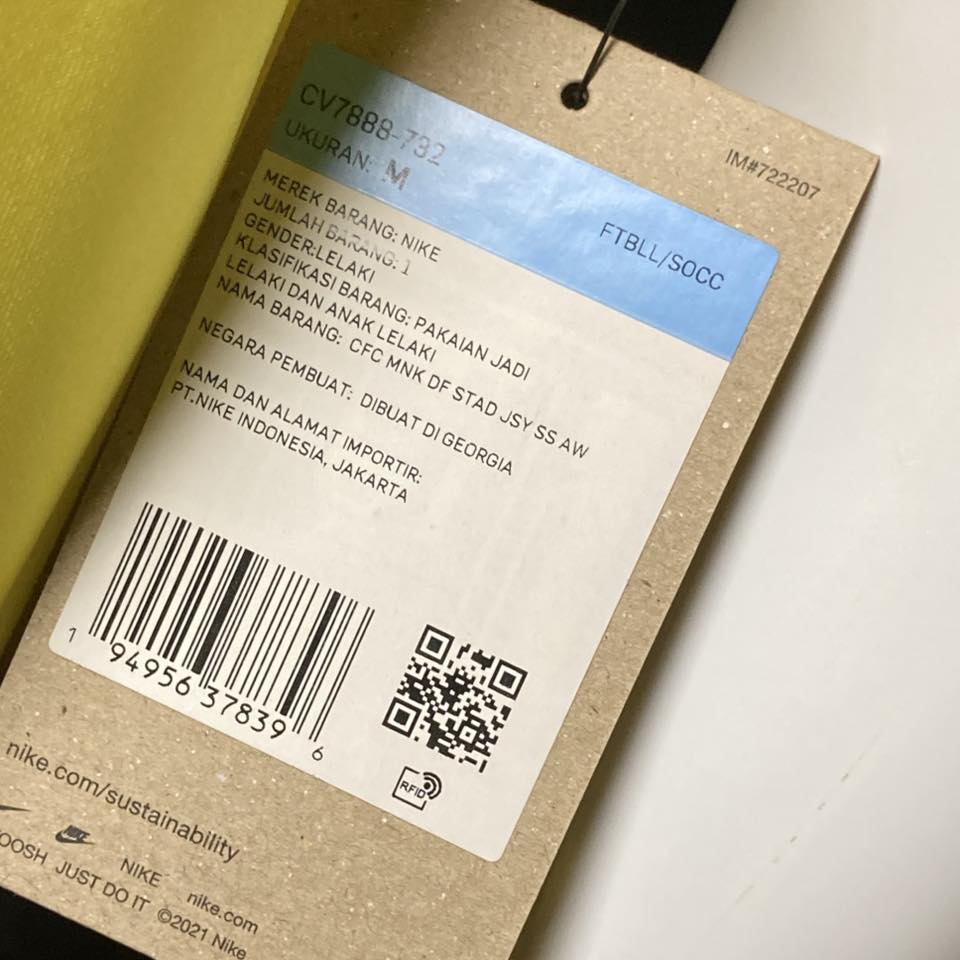 CV7888-732
UKURAN: M
IM#722207
FTBLL/SOCC
MEREK BARANG: NIKE
JUMLAH BARANG: 1
GENDER:LELAKI
KLASIFIKASI BARANG: PAKAIAN JADI
LELAKI DAN ANAK LELAKI
NAMA BARANG: CFC MNK DF STAD JSY SS AW
NEGARA PEMBUAT: DIBUAT DI GEORGIA
NAMA DAN ALAMAT IMPORTIR:
PT.NIKE INDONESIA, JAKARTA
1 94956 37839 6
RFID
nike.com/sustainability
NIKE
OOSH JUST DO IT NIKE nike.com
©2021 Nike